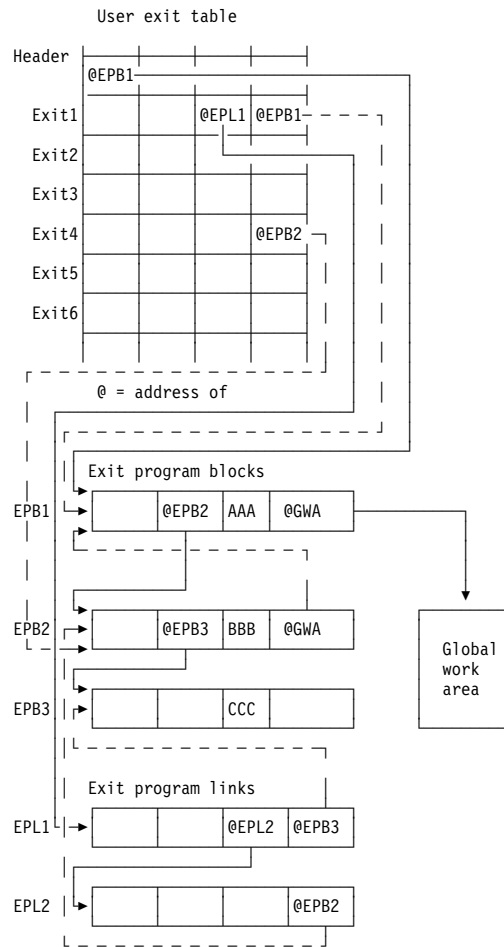 User exit table
Header
@EPB1
Exit1 @EPL1 @EPB1
Exit2
Exit3
Exit4 @EPB2
Exit5
Exit6
@ = address of
Exit program blocks
EPB1 @EPB2 AAA @GWA
EPB2 @EPB3 BBB @GWA
Global
work
area
EPB3 CCC
Exit program links
EPL1 @EPL2 @EPB3
EPL2 @EPB2